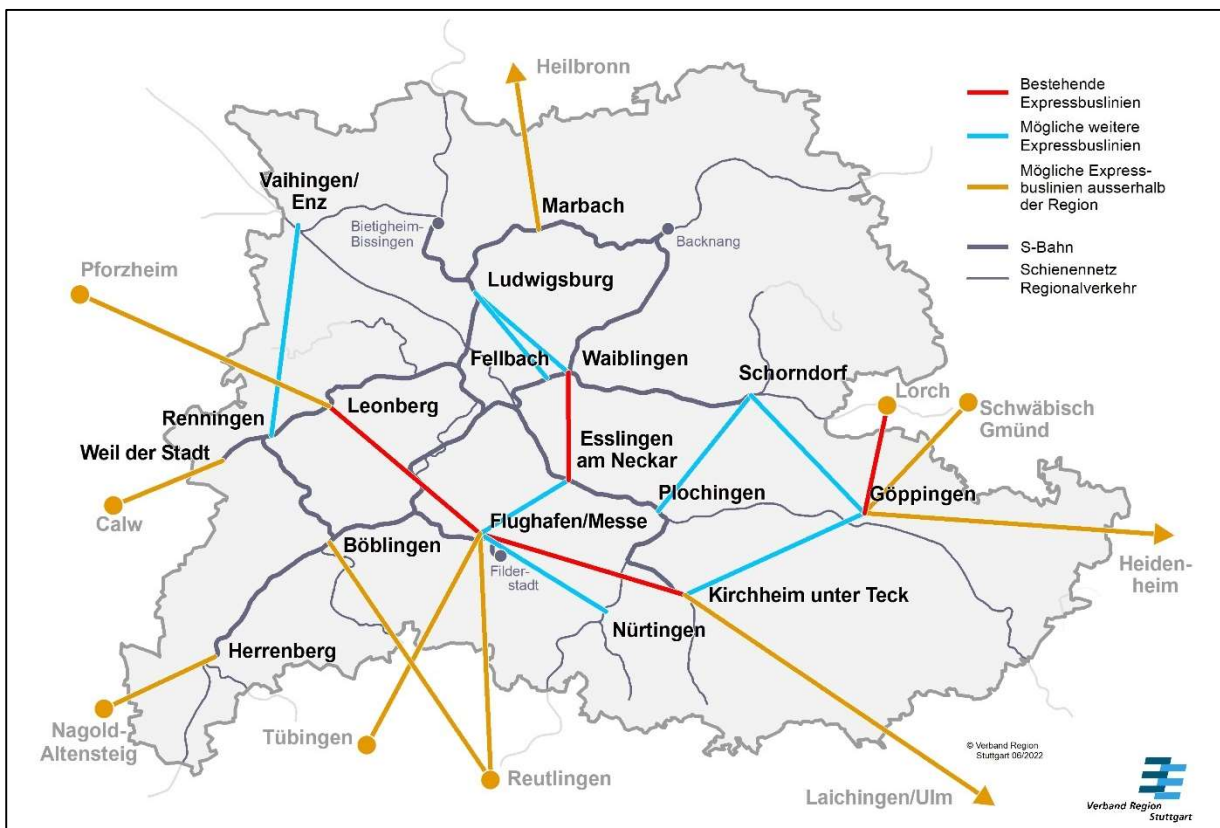 Heilbronn
Bestehende
Expressbuslinien
Mögliche weitere
Expressbuslinien
Mögliche Express-
buslinien ausserhalb
der Region
S-Bahn
Schienennetz
Regionalverkehr
Vaihingen/
Enz
Marbach
Bietigheim-
Bissingen
Backnang
Pforzheim
Ludwigsburg
Fellbach
Waiblingen
Schorndorf
Lorch
Schwäbisch
Gmünd
Leonberg
Renningen
Weil der Stadt
Esslingen
am Neckar
Plochingen
Göppingen
Calw
Flughafen/Messe
Böblingen
Filder-
stadt
Heiden-
heim
Kirchheim unter Teck
Nürtingen
Herrenberg
Nagold-
Altensteig
Tübingen
Reutlingen
Laichingen/Ulm
© Verband Region
Stuttgart 06/2022
Verband Region
Stuttgart